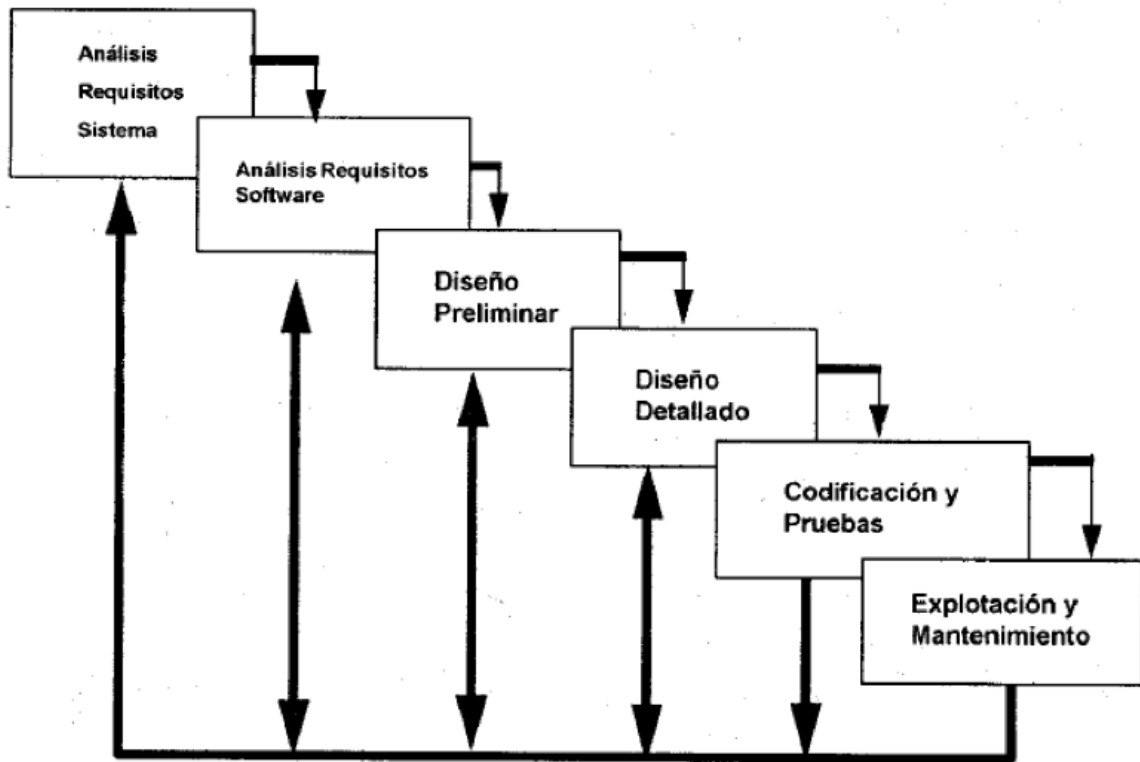 Análisis
Requisitos
Sistema
Análisis Requisitos
Software
Diseño
Preliminar
Diseño
Detallado
Codificación y
Pruebas
Explotación y
Mantenimiento